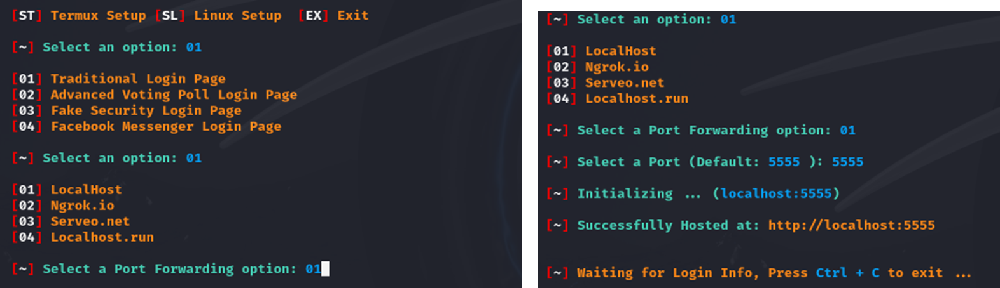 [ST] Termux Setup [SL] Linux Setup [EX] Exit
[~] Select an option: 01
[01] Traditional Login Page
[02] Advanced Voting Poll Login Page
[03] Fake Security Login Page
[04] Facebook Messenger Login Page
[~] Select an option: 01
[01] LocalHost
[02] Ngrok.io
[03] Serveo.net
[04] Localhost.run
[~] Select a Port Forwarding option: 01
[~] Select an option: 01
[01] LocalHost
[02] Ngrok.io
[03] Serveo.net
[04] Localhost.run
[~] Select a Port Forwarding option: 01
[~] Select a Port (Default: 5555 ): 5555
[~] Initializing ... (localhost:5555)
[~] Successfully Hosted at: http://localhost:5555
[~] Waiting for Login Info, Press Ctrl + C to exit ...